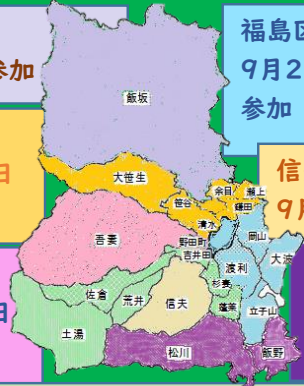 参加
福島区
9月2
参加
日
信
9月
日
飯坂
大笹生
余目
瀬上
笹谷
鎌田
清水
吾妻
野田町
岡山
吉井田
渡利
大波
佐倉
荒井
杉妻
信夫
蓬莱
立子山
土湯
松川
飯野